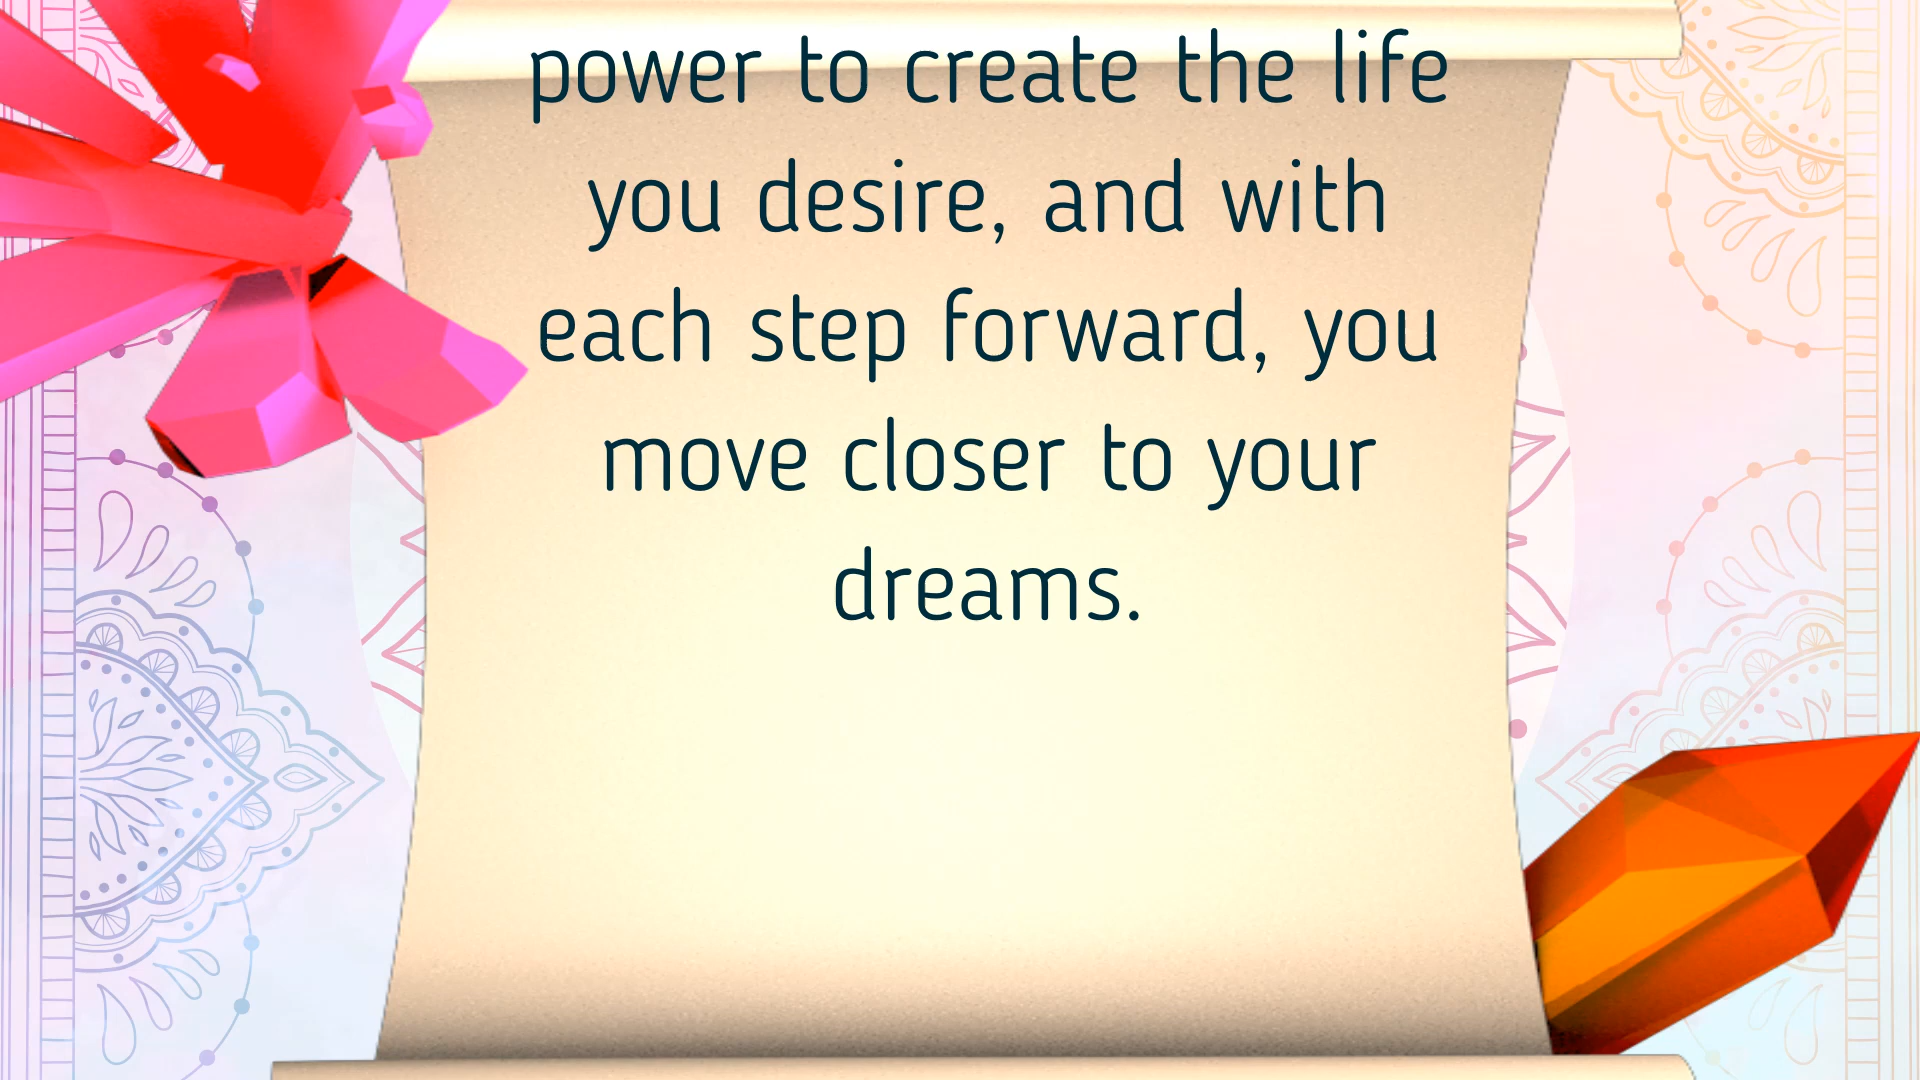 power to create the life
you desire, and with
each step forward, you
move closer to your
dreams.